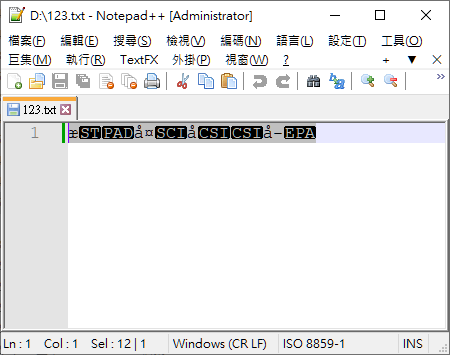 D:\123.txt - Notepad++ [Administrator]
檔案(F) 編輯(E) 搜尋(S) 檢視(V) 編碼(N) 語言(L) 設定(T) 工具(O)
巨集(M) 執行(R) TextFX 外掛(P) 視窗(W) ? + ▼ ×
123.txt
1 æSTPADå¤SCIåCSICSIå–EPA
Ln : 1 Col : 1 Sel : 12 | 1 Windows (CR LF) ISO 8859-1 INS